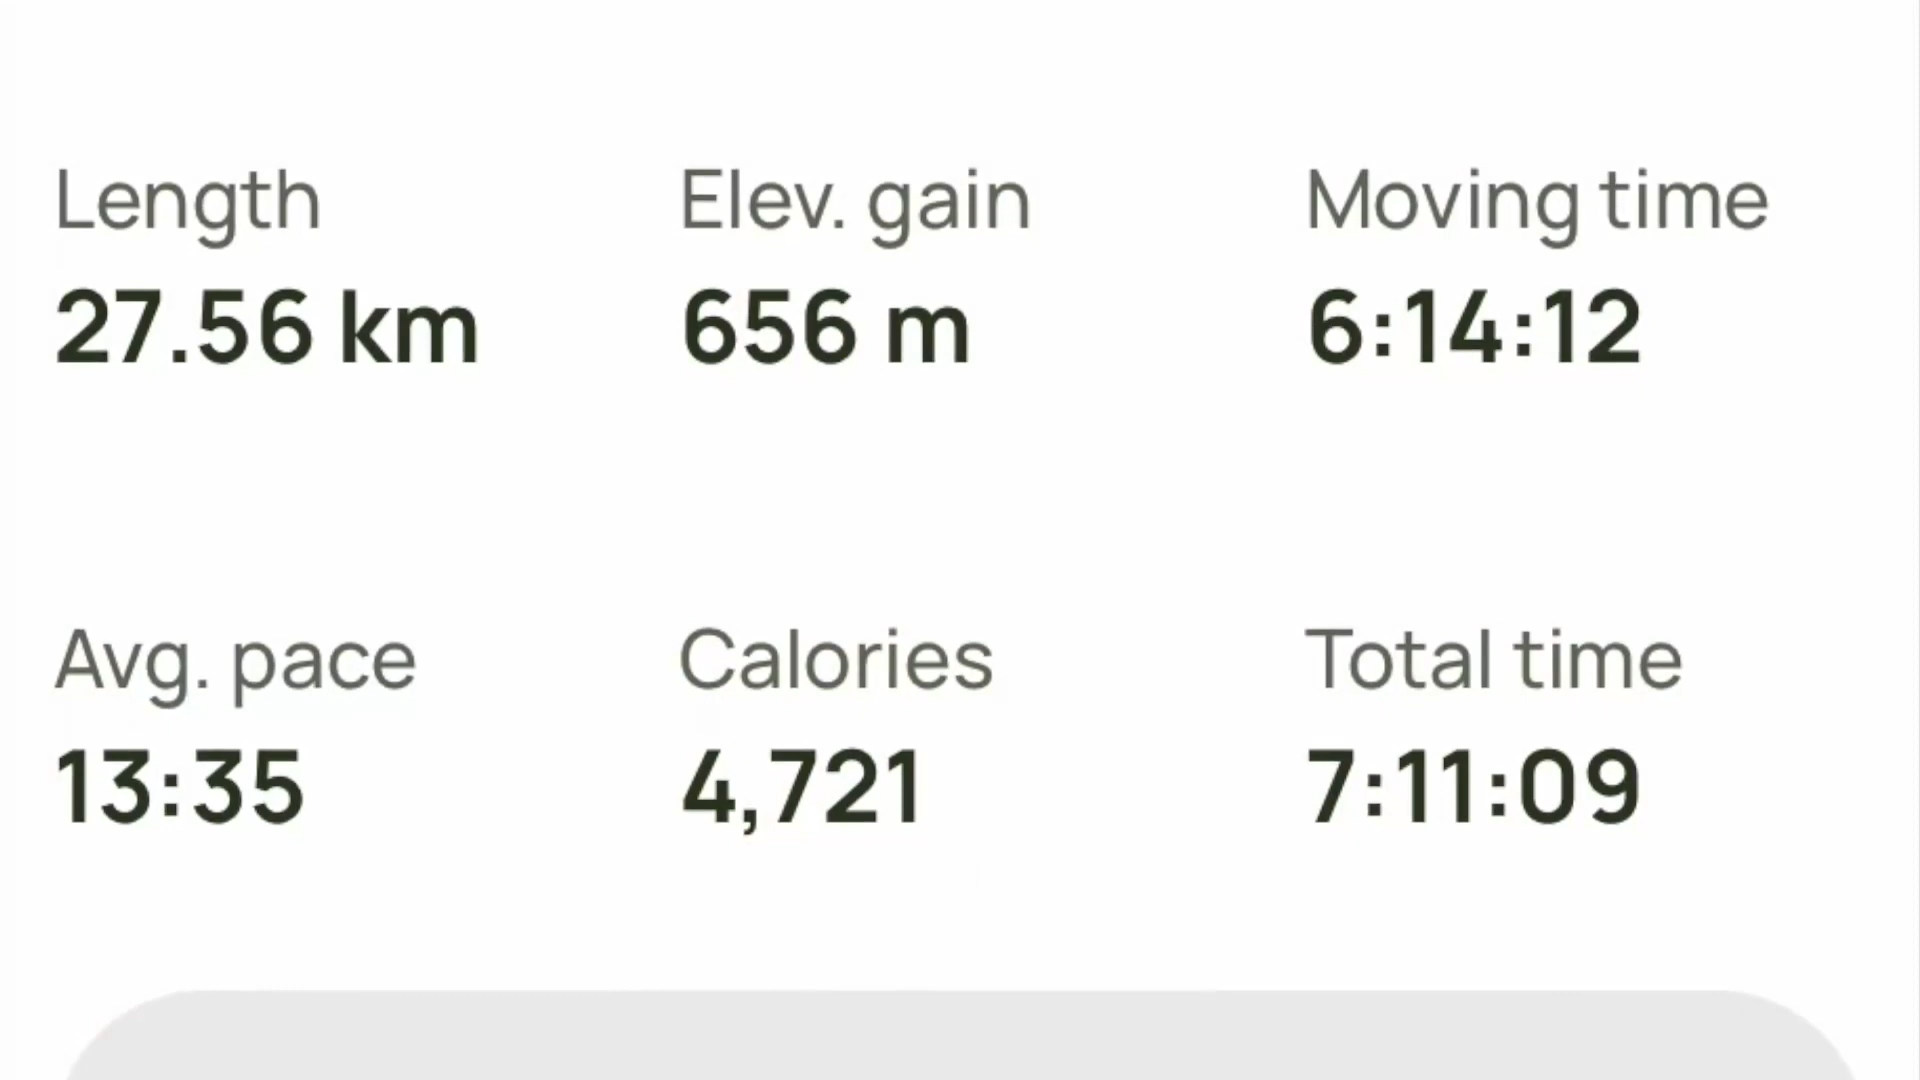 Length
Elev. gain
Moving time
27.56 km
656 m
6:14:12
Avg. pace
Calories
Total time
13:35
4,721
7:11:09